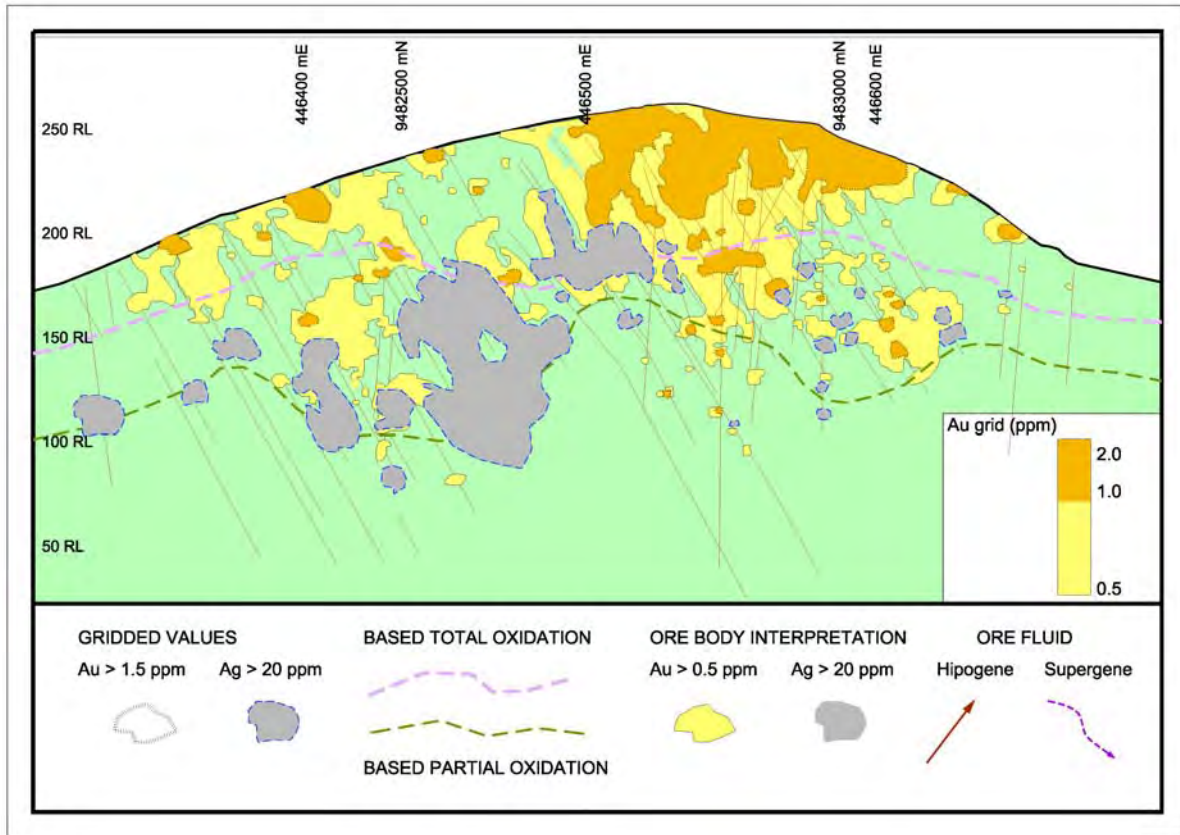 446400 mE
9482500 mN
446500 mE
9483000 mN
446600 mE
250 RL
200 RL
150 RL
100 RL
50 RL
Au grid (ppm)
2.0
1.0
0.5
GRIDDED VALUES
Au > 1.5 ppm
Ag > 20 ppm
BASED TOTAL OXIDATION
BASED PARTIAL OXIDATION
ORE BODY INTERPRETATION
Au > 0.5 ppm
Ag > 20 ppm
ORE FLUID
Hipogene
Supergene